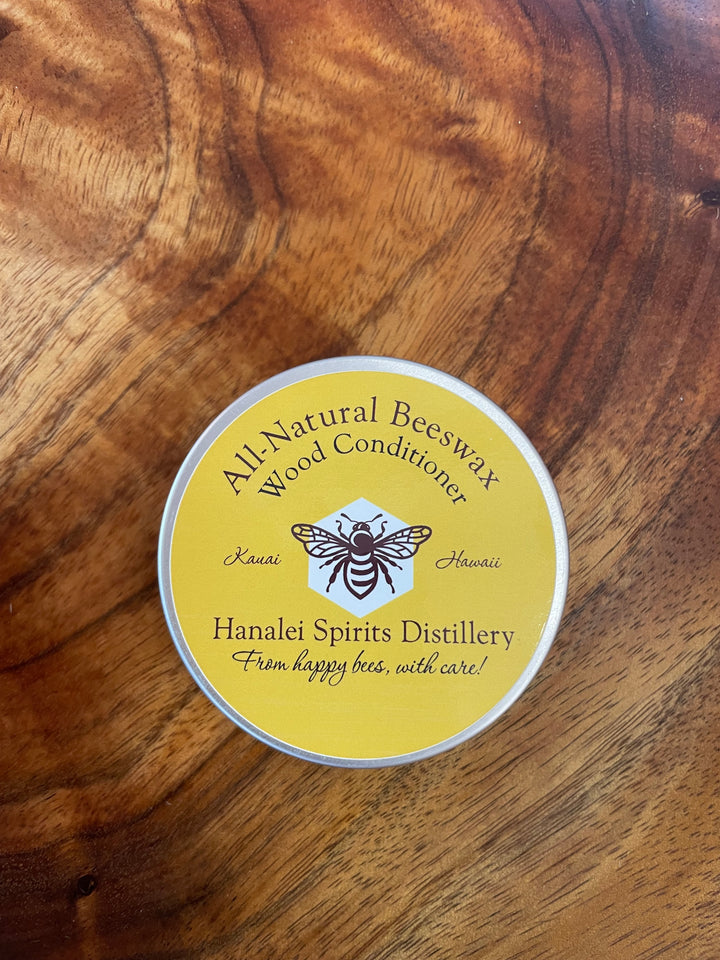 All-Natural Beeswax
Wood Conditioner
Kauai Hawaii
Hanalei Spirits Distillery
From happy bees, with care!